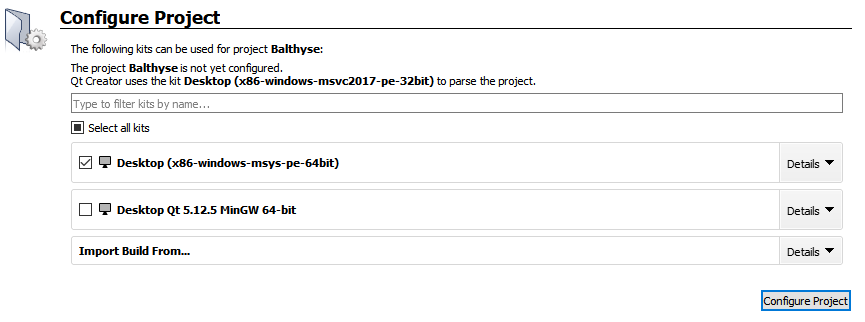 Configure Project
The following kits can be used for project Balthyse:
The project Balthyse is not yet configured.
Qt Creator uses the kit Desktop (x86-windows-msvc2017-pe-32bit) to parse the project.
Type to filter kits by name...
Select all kits
Desktop (x86-windows-msys-pe-64bit)
Details
Desktop Qt 5.12.5 MinGW 64-bit
Details
Import Build From...
Details
Configure Project